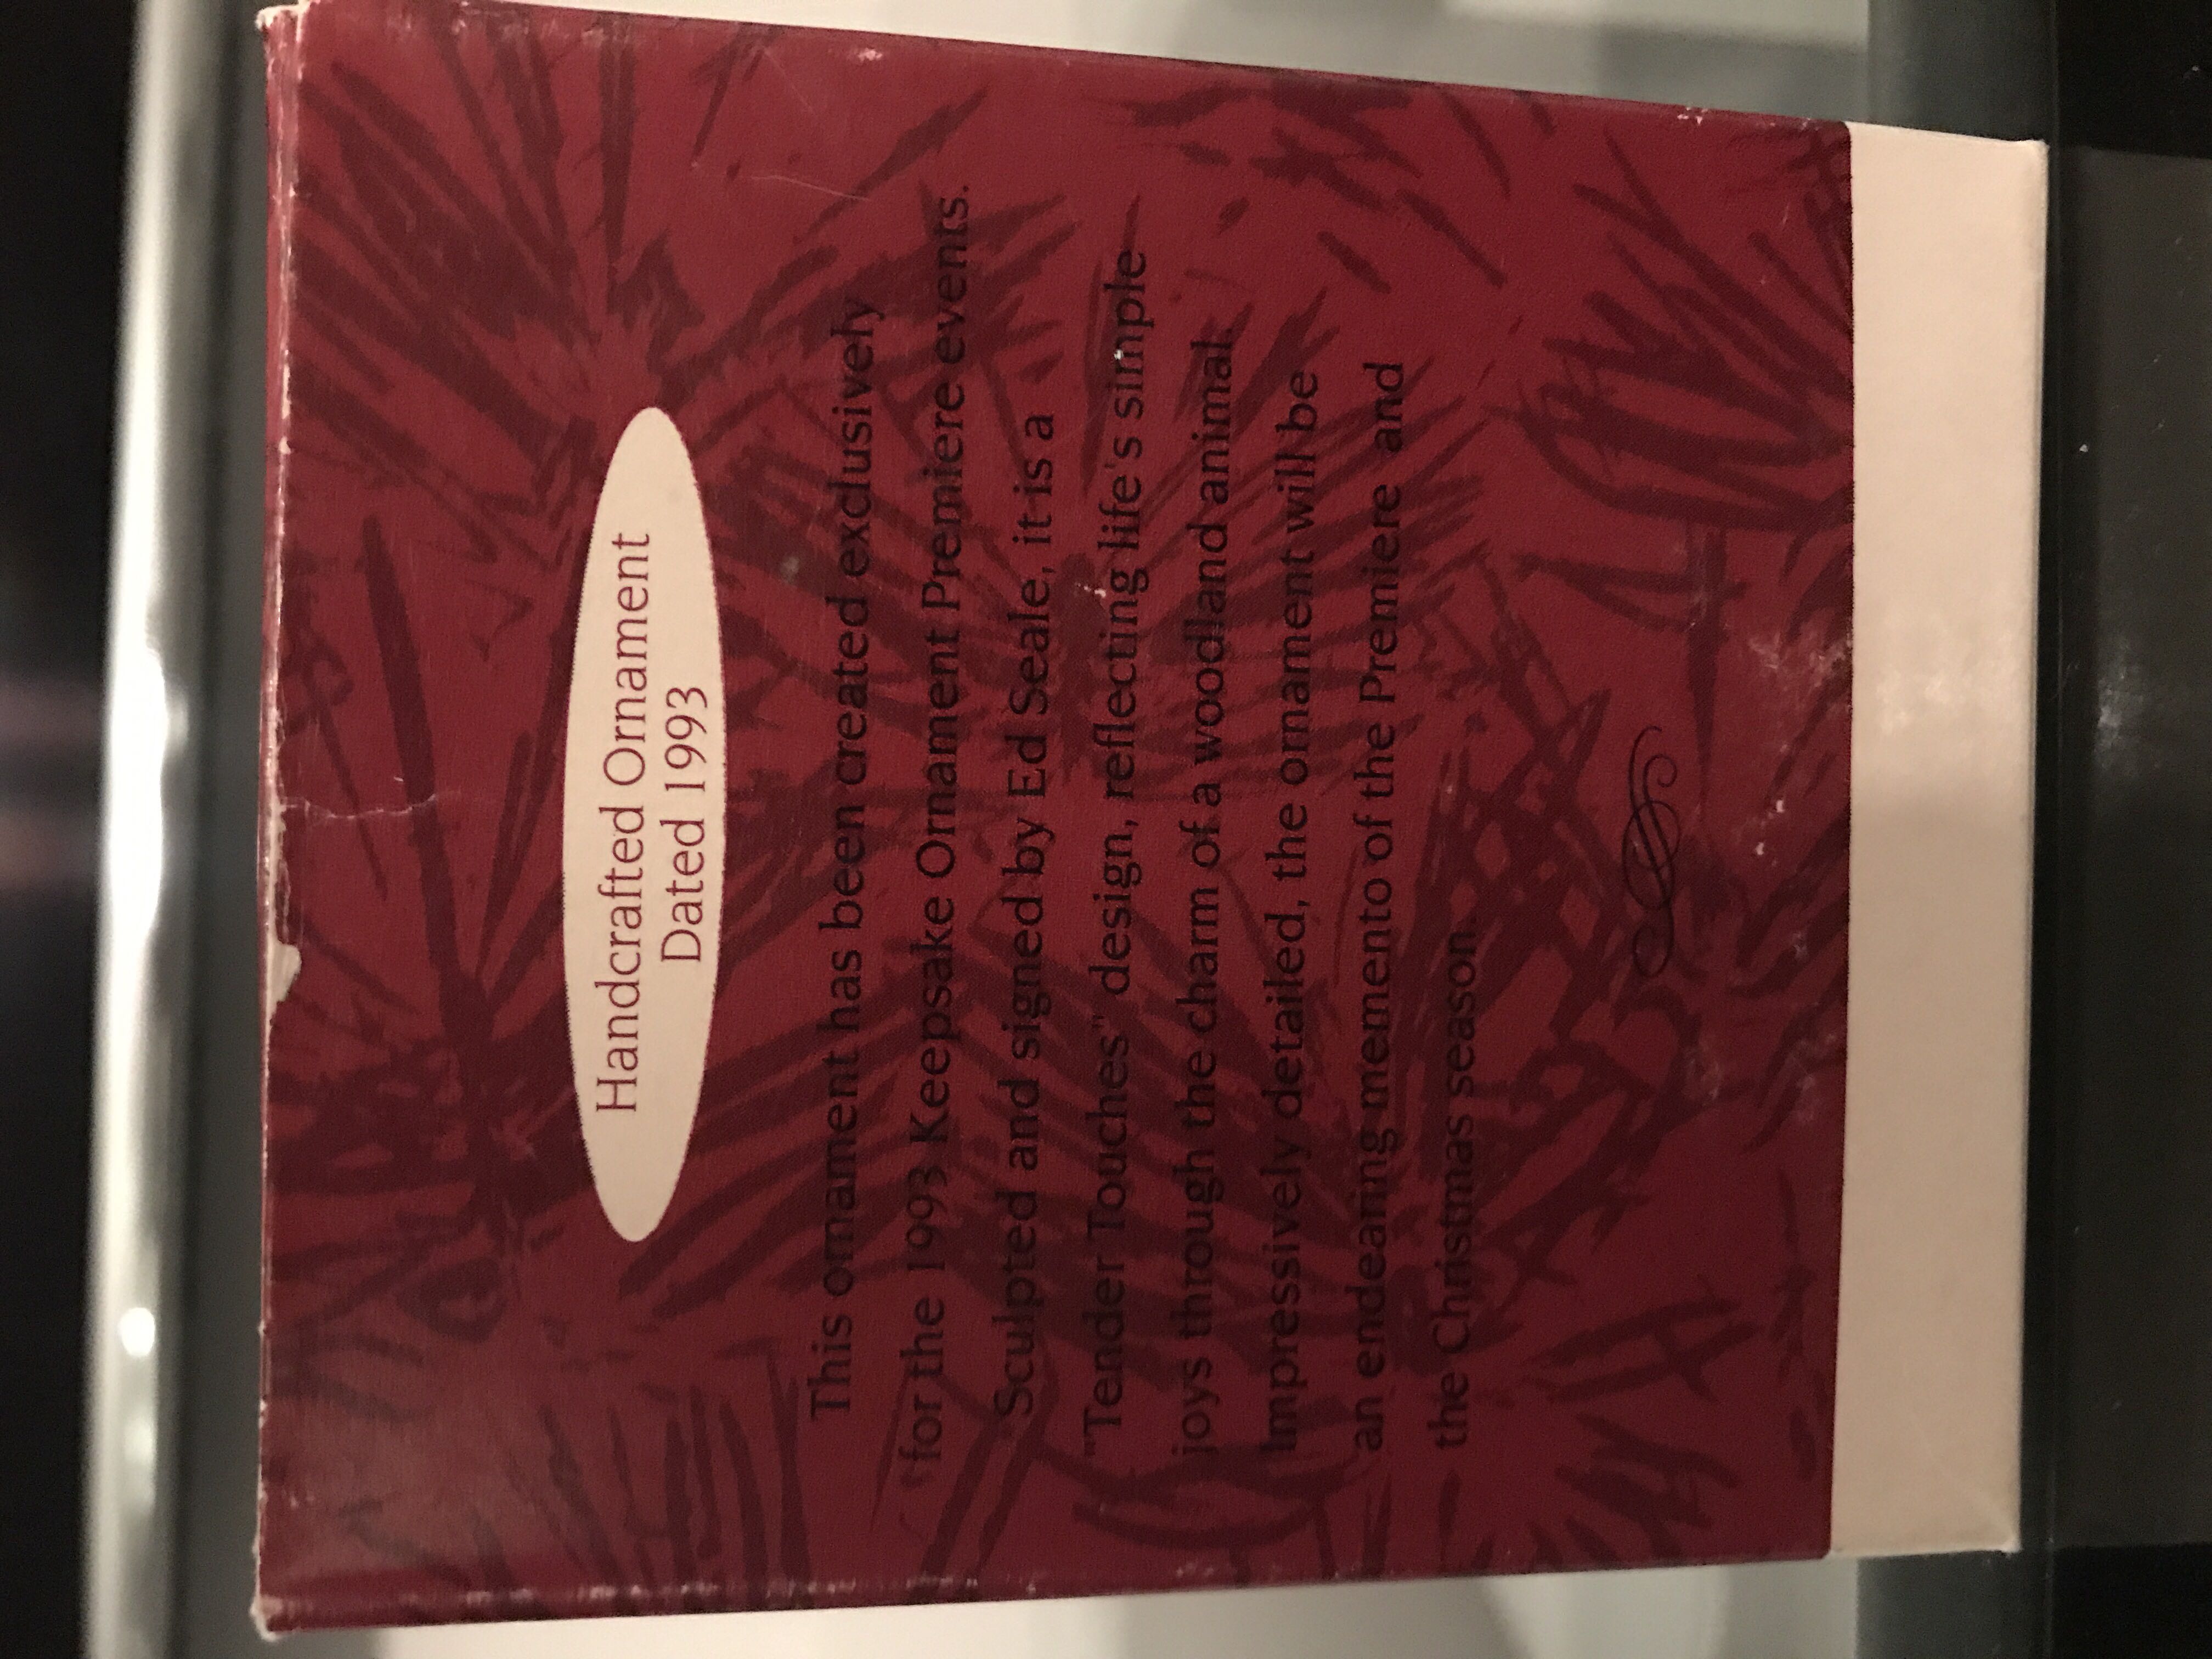 Handcrafted Ornament
Dated 1993
This ornament has been created exclusively
for the 1993 Keepsake Ornament Premiere events.
Sculpted and signed by Ed Seale, it is a
"Tender Touches" design, reflecting life's simple
joys through the charm of a woodland animal.
Impressively detailed, the ornament will be
an endearing memento of the Premiere and
the Christmas season.